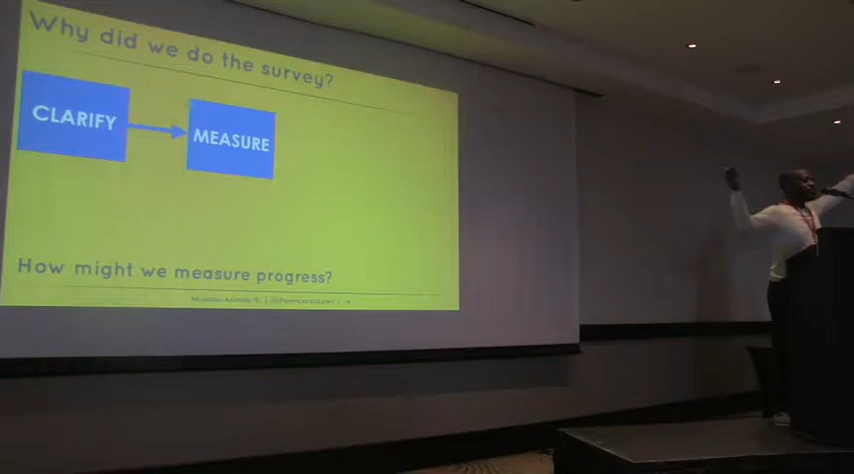 Why did we do the survey?
CLARIFY
MEASURE
How might we measure progress?